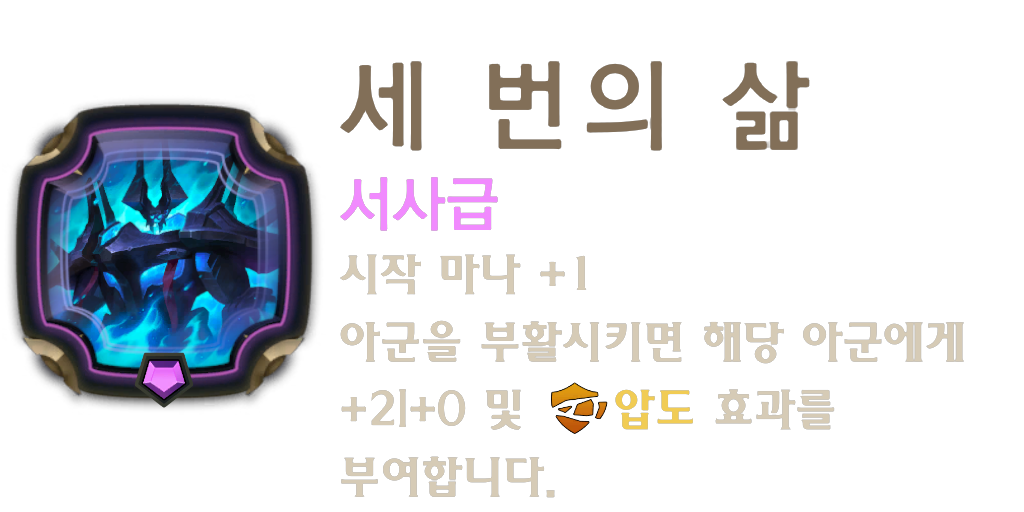 세 번의 삶
서사급
시작 마나 +1
아군을 부활시키면 해당 아군에게
+2|+0 및 압도 효과를
부여합니다.